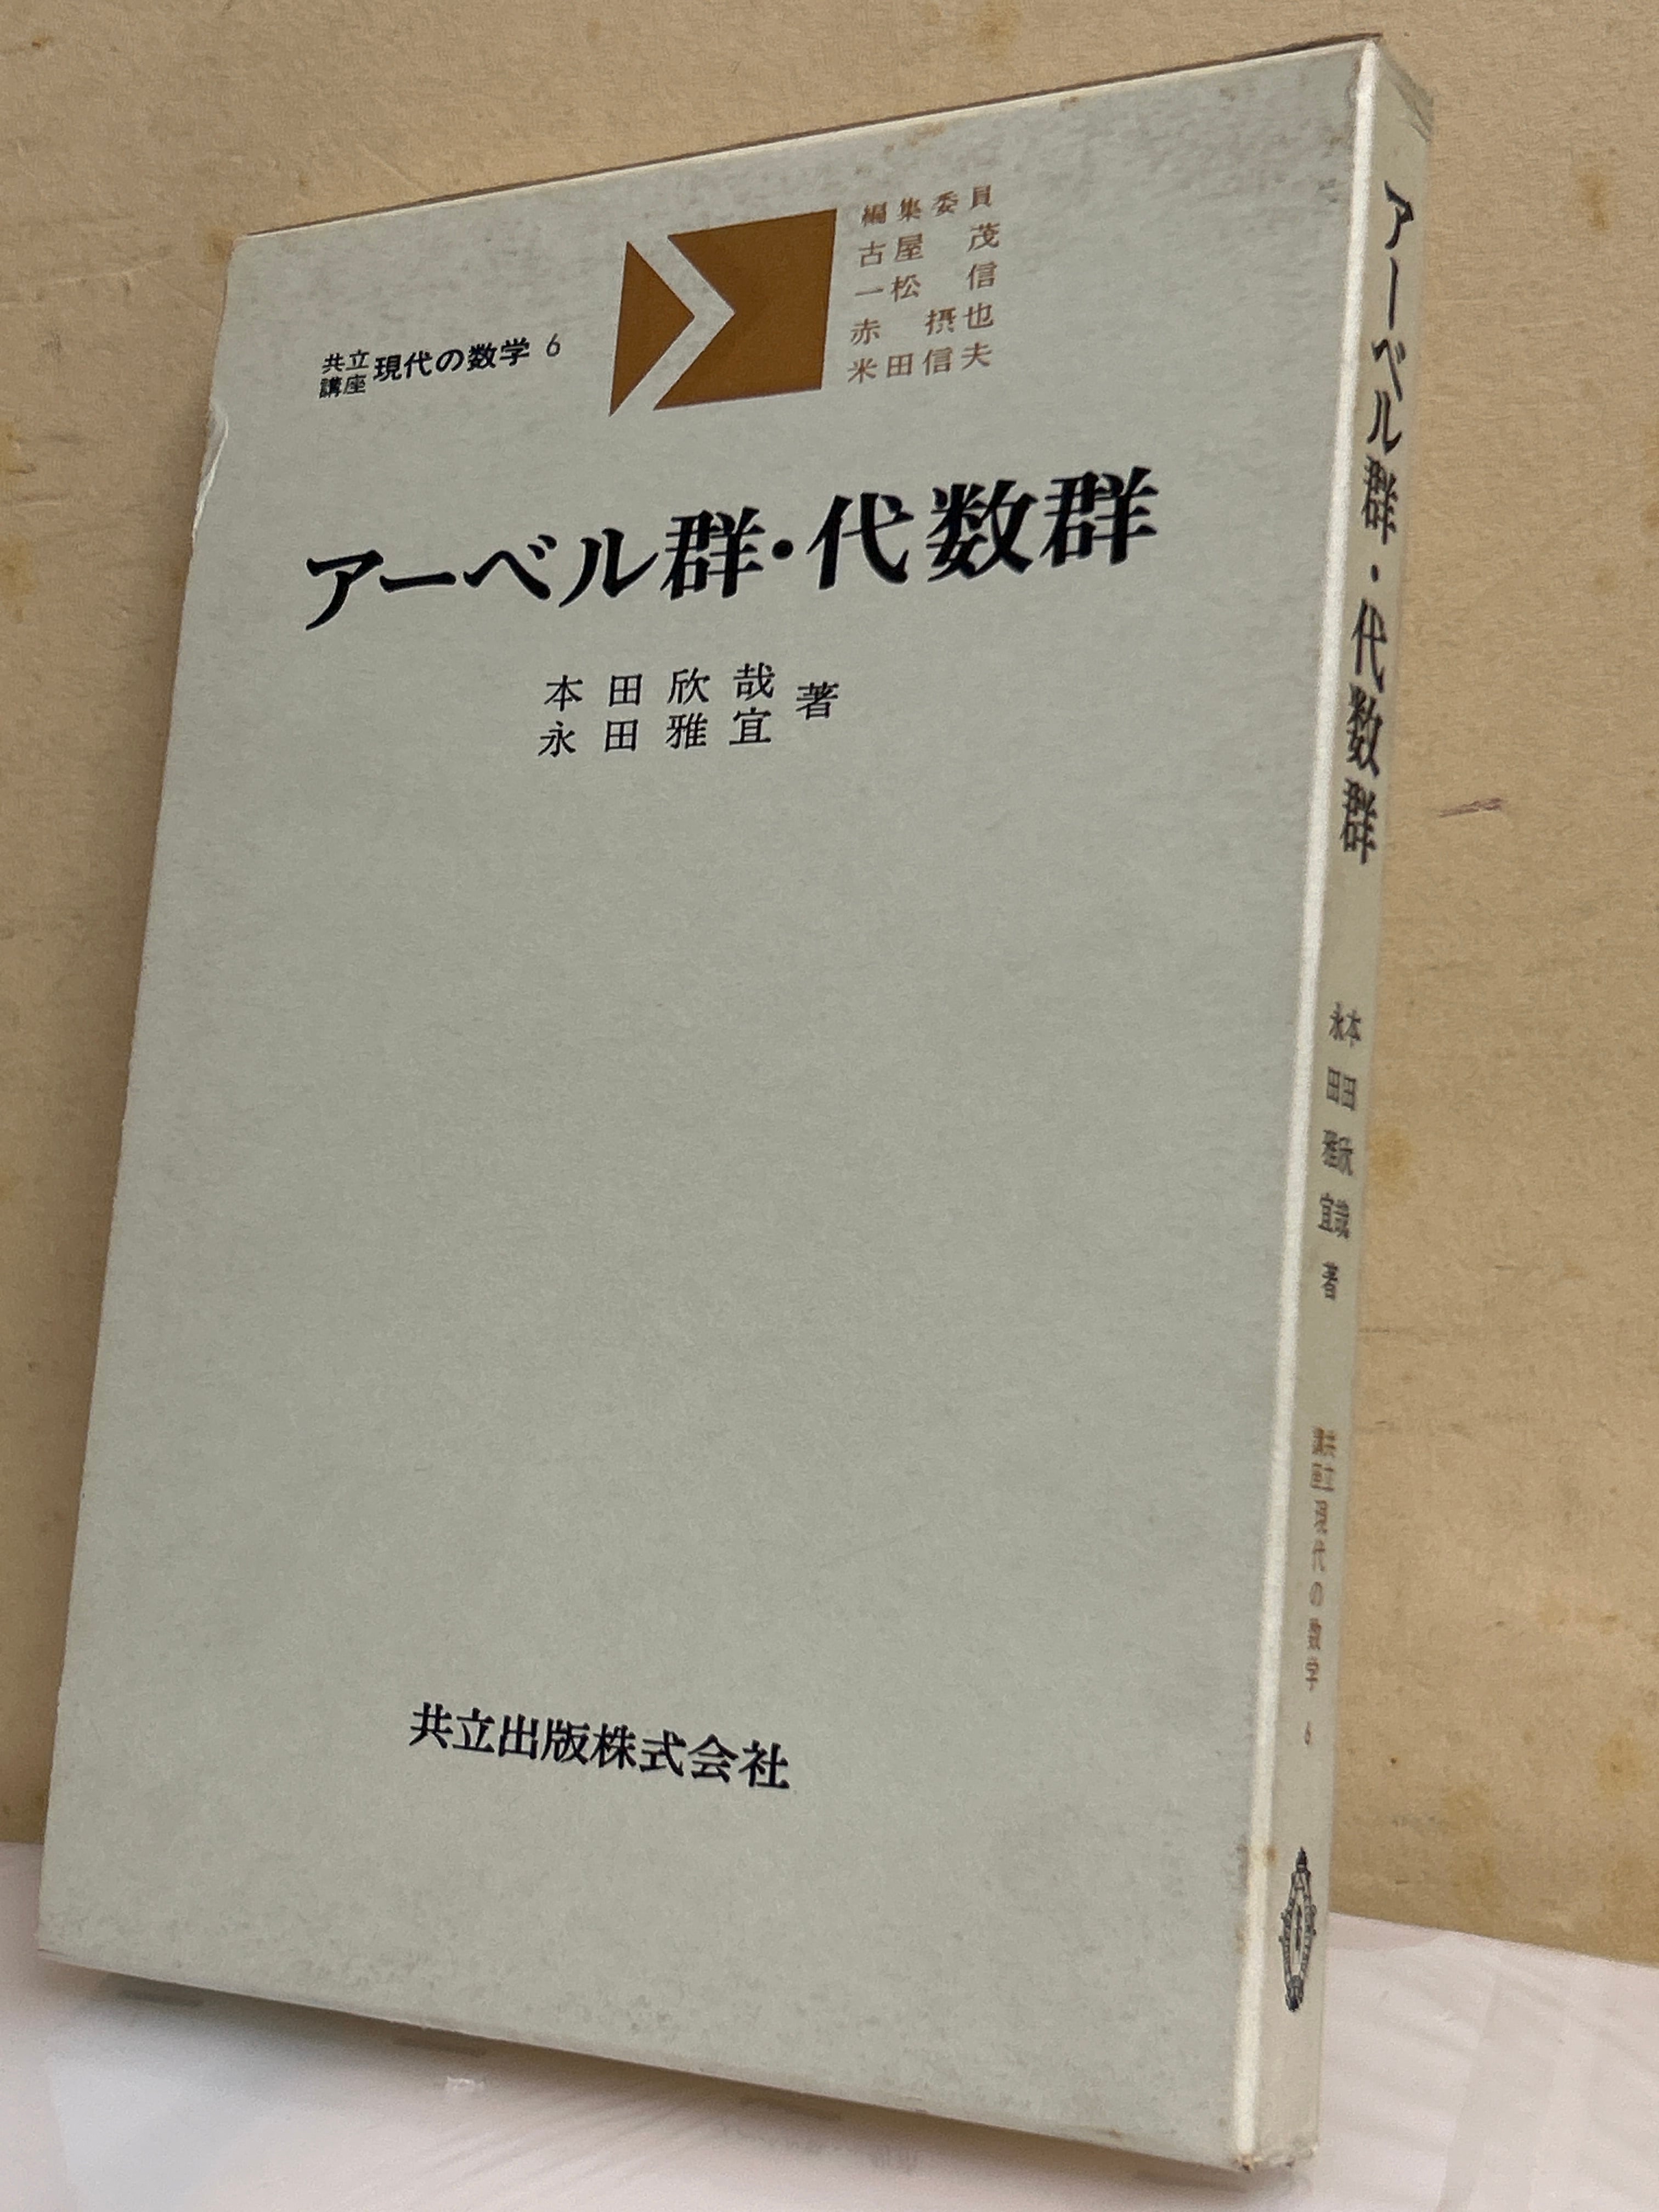 共立
講座 現代の数学 6
編集委員
古屋 茂
一松 信
赤 摂也
米田信夫
アーベル群・代数群
本田欣哉
永田雅宜 著
共立出版株式会社
アーベル群・代数群
本田欣哉
永田雅宜 著
共立
講座 現代の数学 6